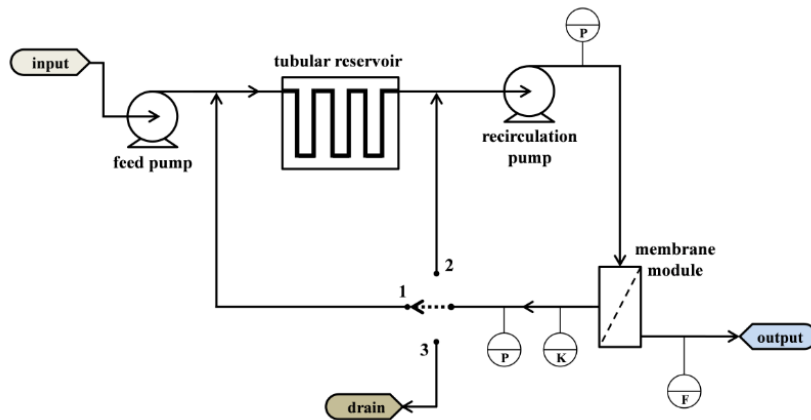 P
input
tubular reservoir
feed pump
recirculation
pump
membrane
module
2
1
3
P
K
output
F
drain